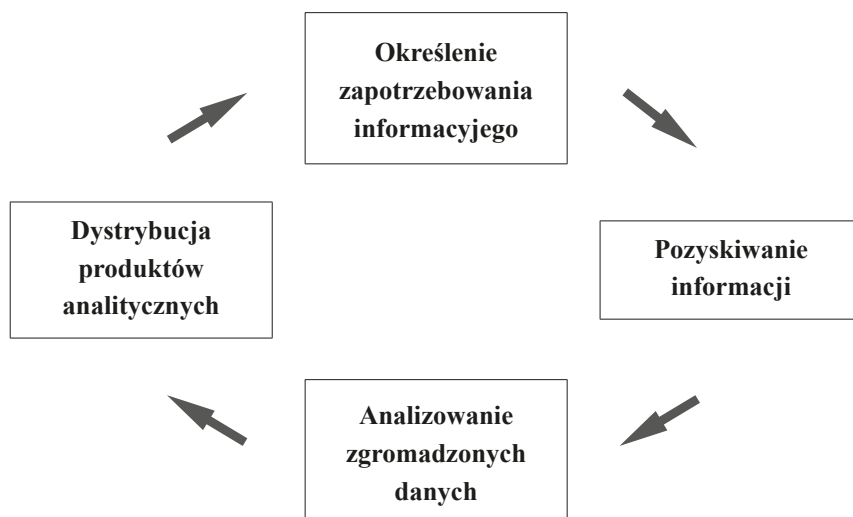 Określenie
zapotrzebowania
informacyjego
Pozyskiwanie
informacji
Analizowanie
zgromadzonych
danych
Dystrybucja
produktów
analitycznych